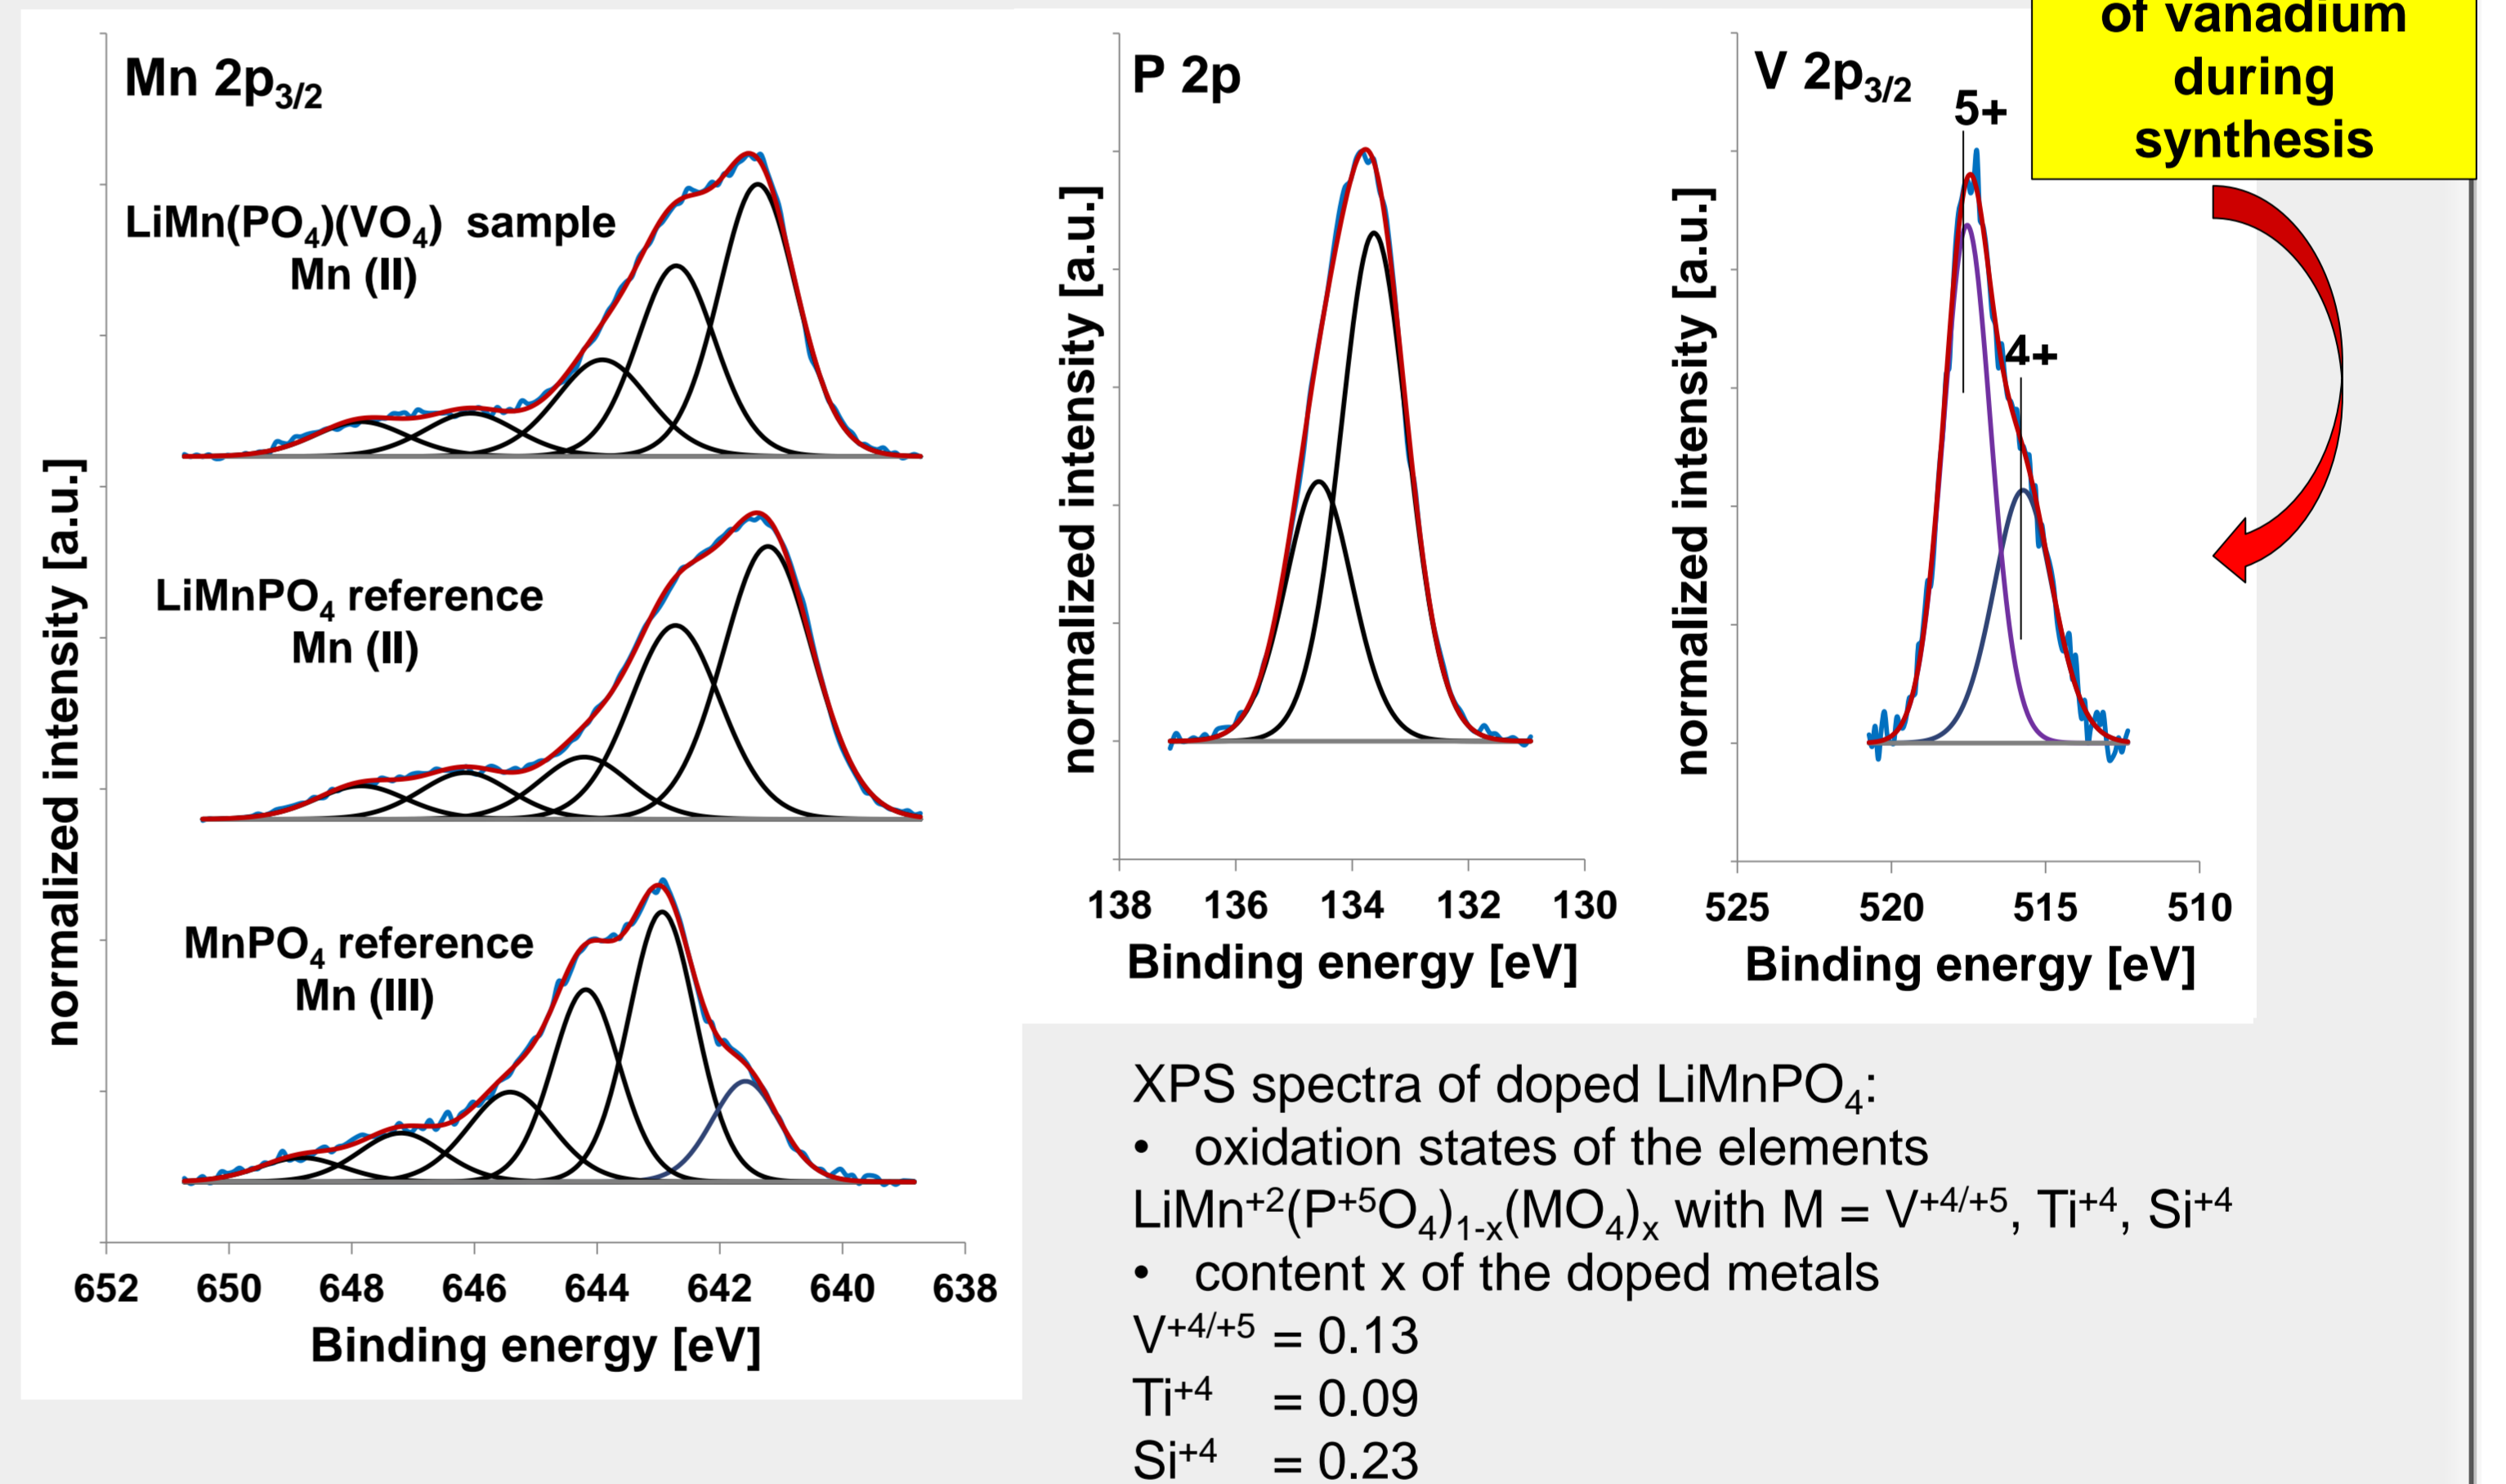 Mn 2p3/2
LiMn(PO4)(VO4) sample
Mn (II)
LiMnPO4 reference
Mn (II)
MnPO4 reference
Mn (III)
normalized intensity [a.u.]
652 650 648 646 644 642 640 638
Binding energy [eV]
P 2p
normalized intensity [a.u.]
138 136 134 132 130
Binding energy [eV]
V 2p3/2
5+
4+
normalized intensity [a.u.]
525 520 515 510
Binding energy [eV]
of vanadium
during
synthesis
XPS spectra of doped LiMnPO4:
• oxidation states of the elements
LiMn+2(P+5O4)1-x(MO4)x with M = V+4/+5, Ti+4, Si+4
• content x of the doped metals
V+4/+5 = 0.13
Ti+4 = 0.09
Si+4 = 0.23